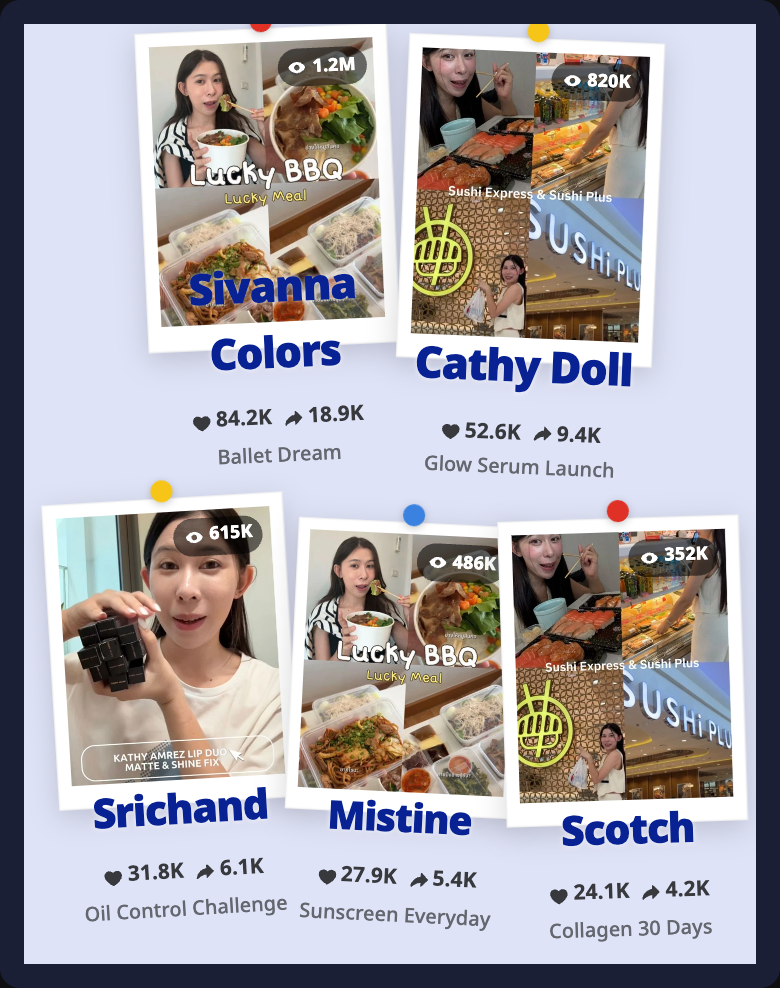 1.2M
Lucky BBQ
Lucky Meal
Sivanna
Colors
84.2K 18.9K
Ballet Dream
820K
Sushi Express & Sushi Plus
SUSHi PLU
Cathy Doll
52.6K 9.4K
Glow Serum Launch
615K
KATHY AMREZ LIP DUO
MATTE & SHINE FIX
Srichand
31.8K 6.1K
Oil Control Challenge
486K
Lucky BBQ
Lucky Meal
Mistine
27.9K 5.4K
Sunscreen Everyday
352K
Sushi Express & Sushi Plus
SUSHi PLU
Scotch
24.1K 4.2K
Collagen 30 Days